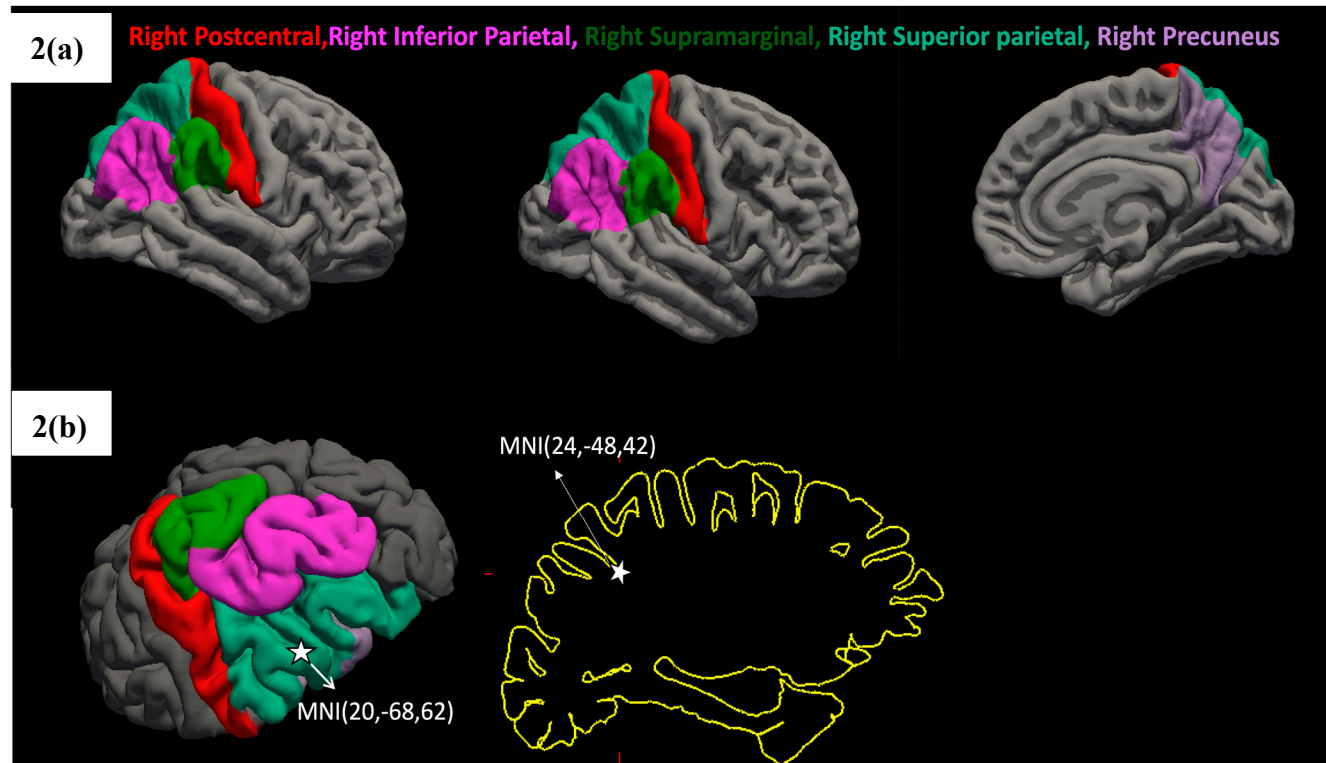 2(a)
Right Postcentral,Right Inferior Parietal, Right Supramarginal, Right Superior parietal, Right Precuneus
2(b)
MNI(24,-48,42)
MNI(20,-68,62)